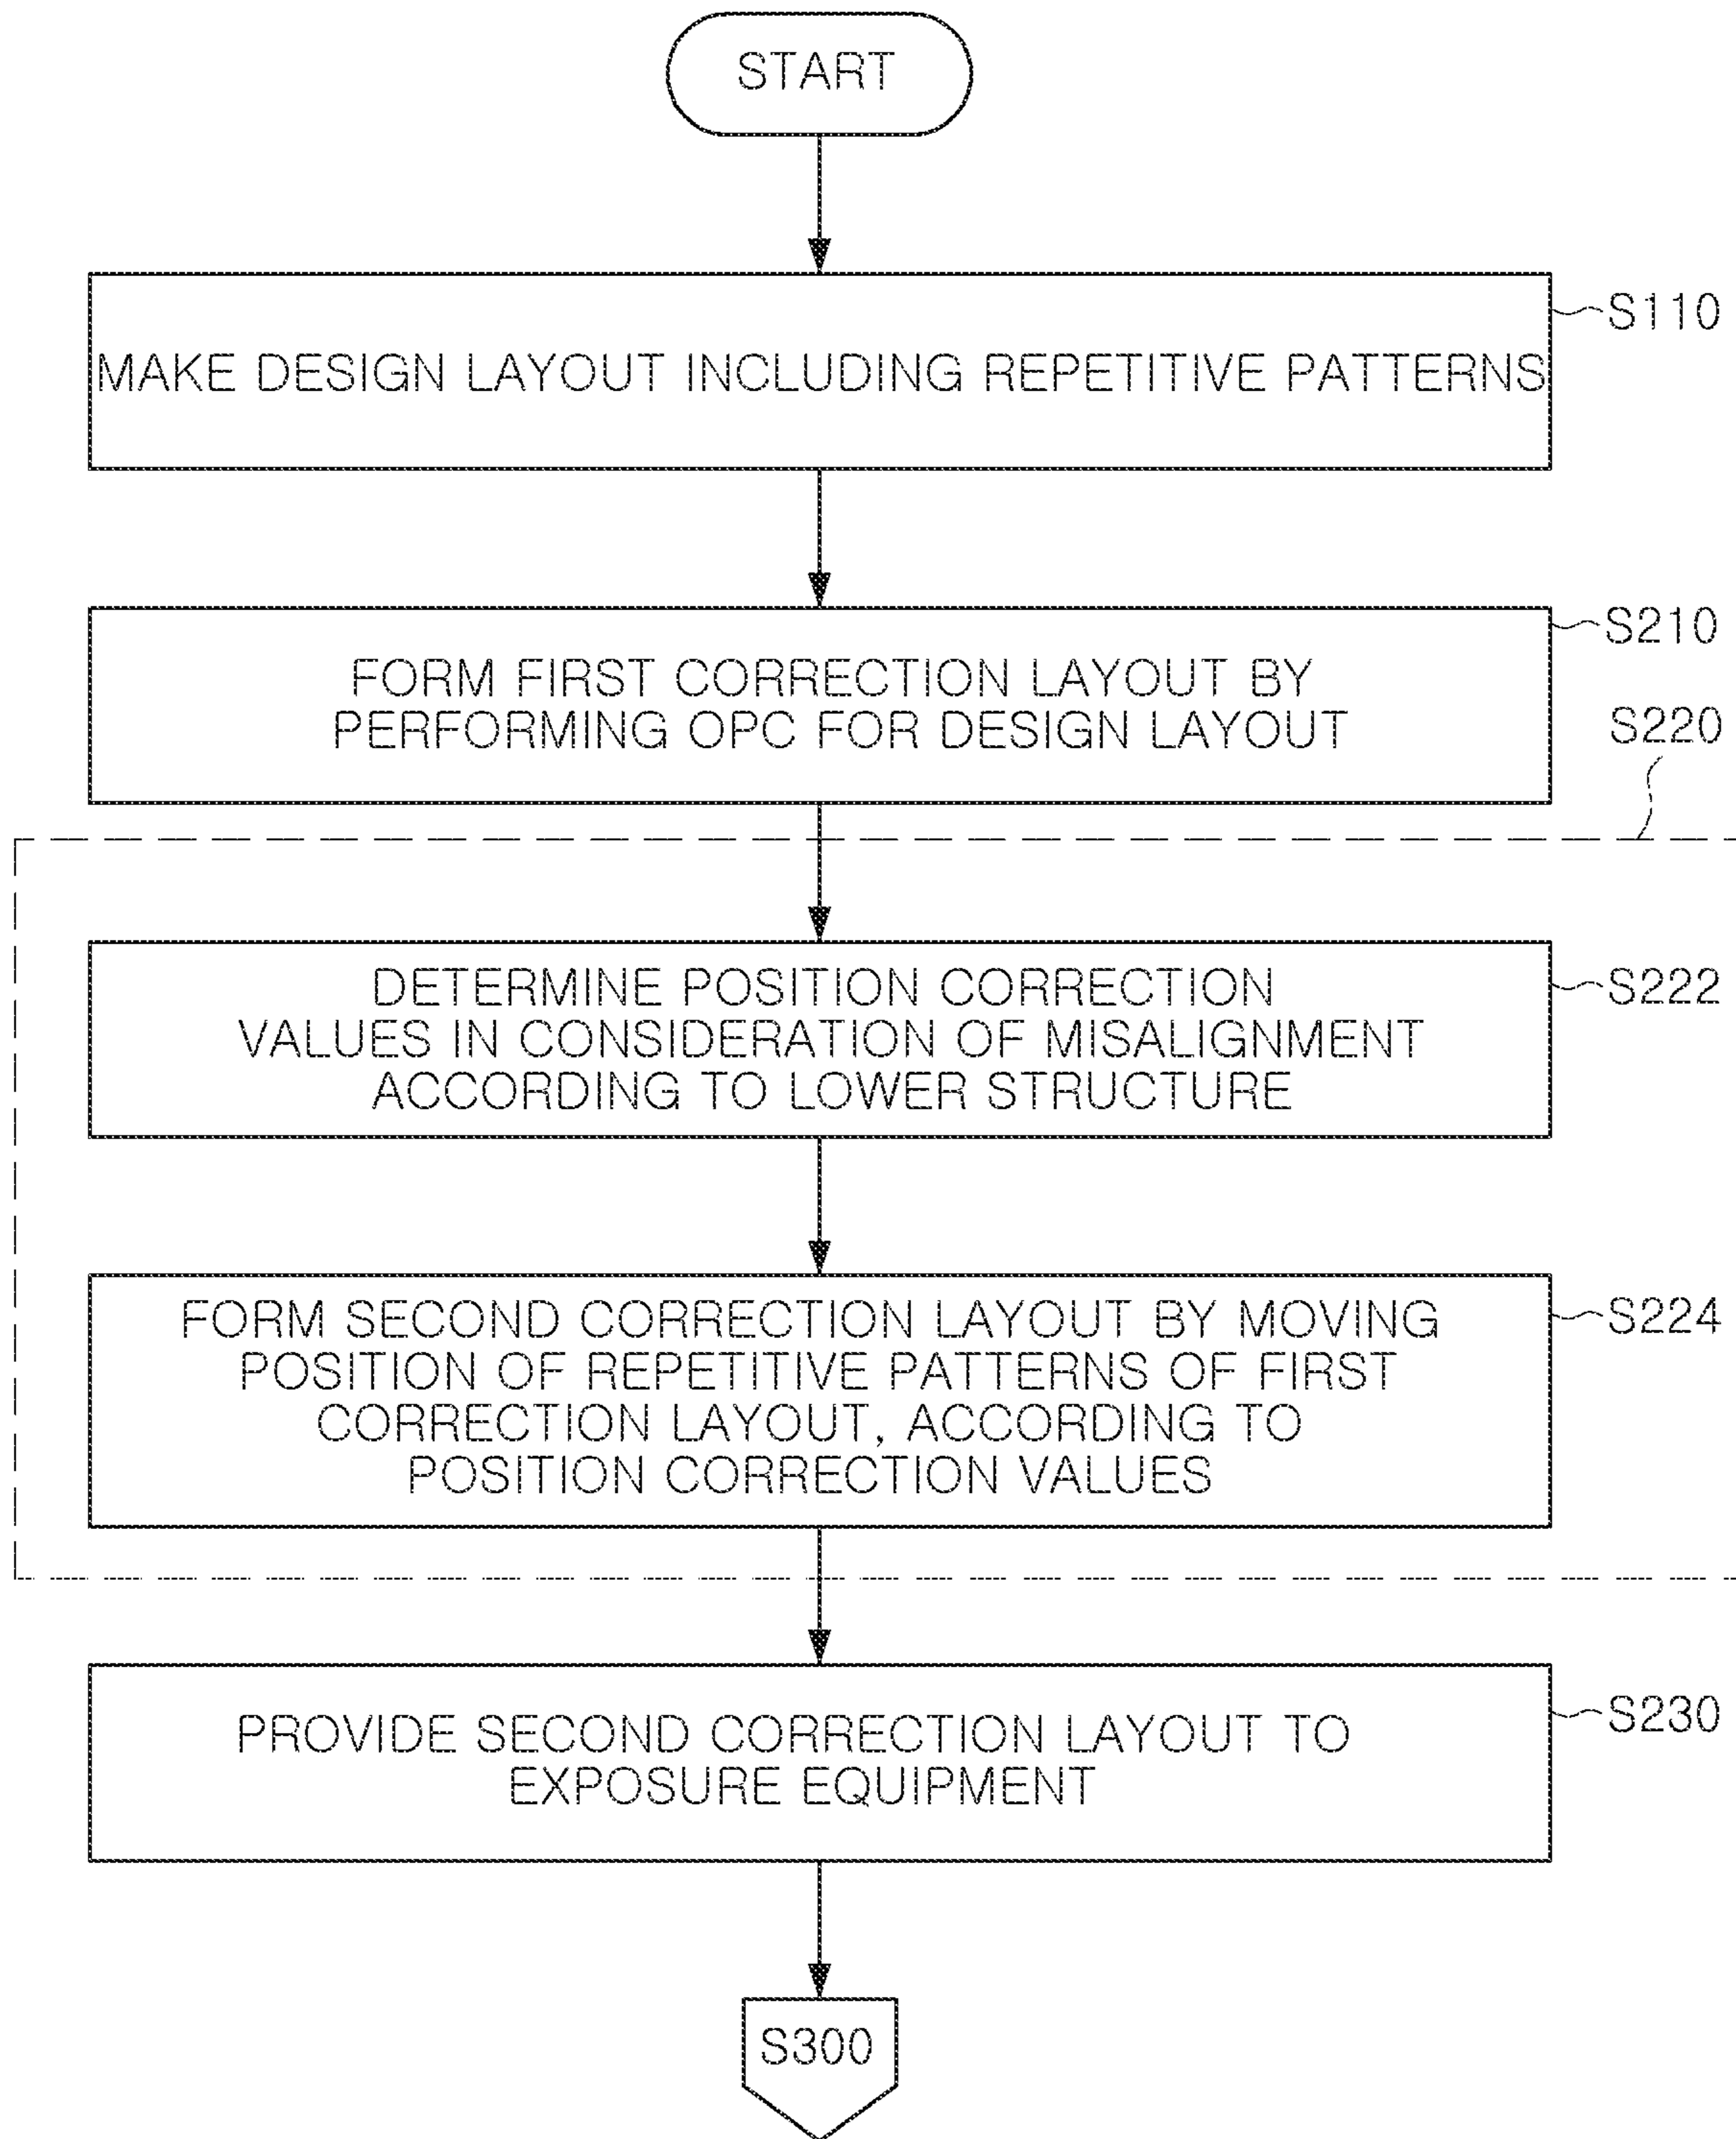 START
S110
MAKE DESIGN LAYOUT INCLUDING REPETITIVE PATTERNS
S210
FORM FIRST CORRECTION LAYOUT BY
PERFORMING OPC FOR DESIGN LAYOUT
S220
DETERMINE POSITION CORRECTION
S222
VALUES IN CONSIDERATION OF MISALIGNMENT
ACCORDING TO LOWER STRUCTURE
FORM SECOND CORRECTION LAYOUT BY MOVING
S224
POSITION OF REPETITIVE PATTERNS OF FIRST
CORRECTION LAYOUT, ACCORDING TO
POSITION CORRECTION VALUES
S230
PROVIDE SECOND CORRECTION LAYOUT TO
EXPOSURE EQUIPMENT
S300